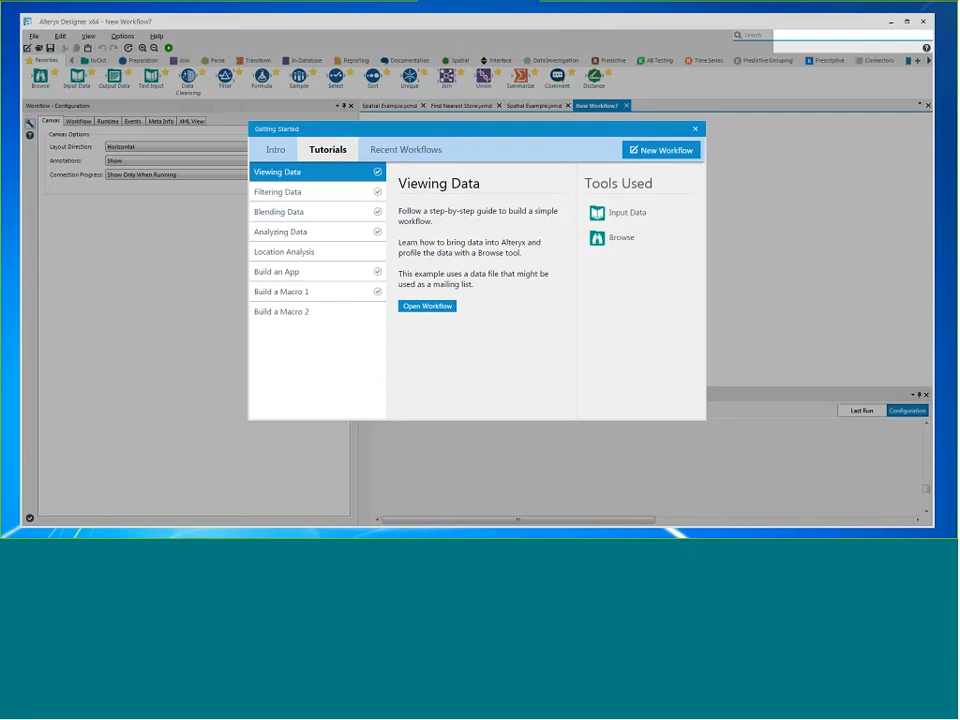 Alteryx Designer x64 - New Workflow7
File Edit View Options Help
Search
Favorites In/Out Preparation Join Parse Transform In-Database Reporting Documentation Spatial Interface Data Investigation Predictive AB Testing Time Series Predictive Grouping Prescriptive Connectors
Browse Input Data Output Data Text Input Data Cleansing Filter Formula Sample Select Sort Unique Join Union Summarize Comment Distance
Workflow - Configuration
Spatial Example.yxmd Find Nearest Store.yxmd Spatial Example.yxmd New Workflow7
Canvas Workflow Runtime Events Meta Info XML View
Canvas Options
Layout Direction: Horizontal
Annotations: Show
Connection Progress: Show Only When Running
Getting Started
Intro Tutorials Recent Workflows New Workflow
Viewing Data
Filtering Data
Blending Data
Analyzing Data
Location Analysis
Build an App
Build a Macro 1
Build a Macro 2
Viewing Data
Follow a step-by-step guide to build a simple
workflow.
Learn how to bring data into Alteryx and
profile the data with a Browse tool.
This example uses a data file that might be
used as a mailing list.
Open Workflow
Tools Used
Input Data
Browse
Last Run Configuration